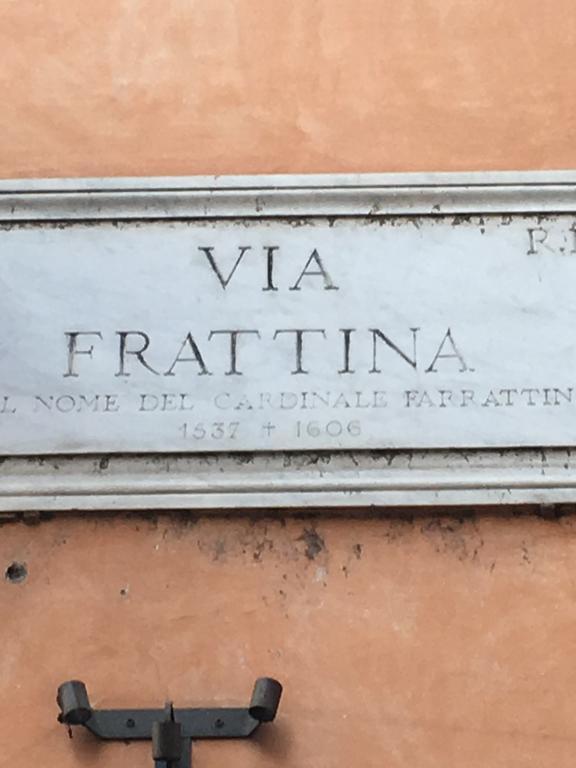 R.
VIA
FRATTINA
L NOME DEL CARDINALE FARRATTIN
1537 + 1606